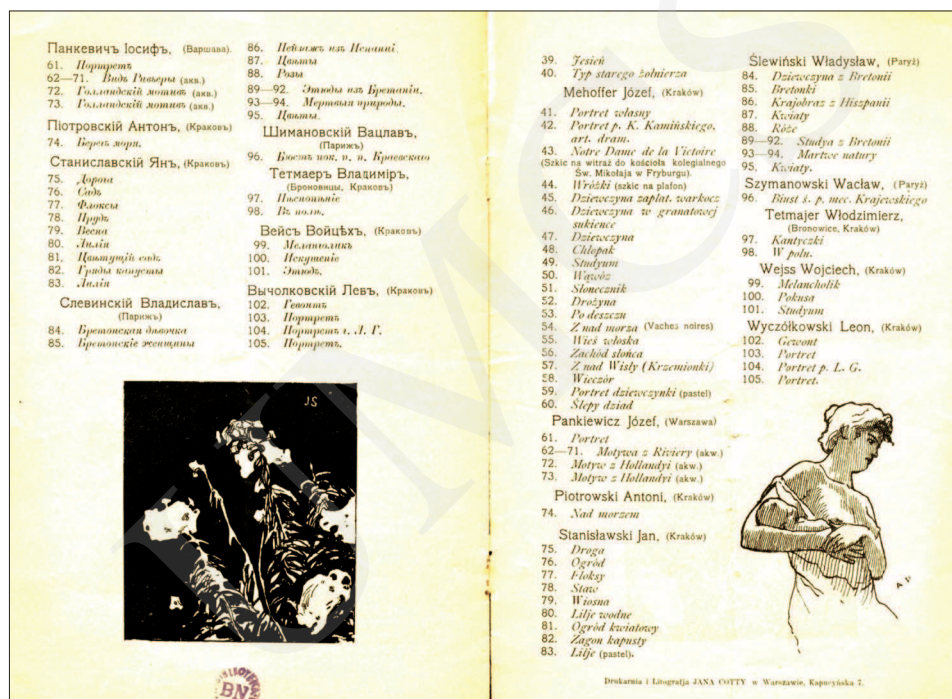 Панкевичъ Іосифъ, (Варшава).
61. Портретъ
62—71. Виды Ривьеры (акв.)
72. Голландскій мотивъ (акв.)
73. Голландскій мотивъ (акв.)
Піотровскій Антонъ, (Краковъ)
74. Берегъ моря.
Станиславскій Янъ, (Краковъ)
75. Дорога
76. Садъ
77. Флоксы
78. Прудъ
79. Весна
80. Лиліи
81. Цвѣтущій садъ
82. Гряды капусты
83. Лиліи
Слевинскій Владиславъ,
(Парижъ)
84. Бретонская дѣвочка
85. Бретонскіе женщины
86. Пейзажъ изъ Испаніи.
87. Цвѣты
88. Розы
89—92. Этюды изъ Бретаніи.
93—94. Мертвая природы.
95. Цвѣты.
Шимановскій Вацлавъ,
(Парижъ)
96. Бюстъ пок. п. п. Краевскаго
Тетмаеръ Владиміръ,
(Броновицы, Краковъ)
97. Пѣснопѣніе
98. Въ полѣ.
Вейсъ Войцѣхъ, (Краковъ)
99. Меланхоликъ
100. Искушеніе
101. Этюдъ.
Вычолковскій Левъ, (Краковъ)
102. Гевонтъ
103. Портретъ
104. Портретъ г. Л. Г.
105. Портретъ.
JS
39. Jesień
40. Typ starego żołnierza
Mehoffer Józef, (Kraków)
41. Portret własny
42. Portret p. K. Kamińskiego,
art. dram.
43. Notre Dame de la Victoire
(Szkic na witraż do kościoła kolegialnego
Św. Mikołaja w Fryburgu).
44. Wróżki (szkic na plafon)
45. Dziewczyna zaplat. warkocz
46. Dziewczyna w granatowej
sukience
47. Dziewczyna
48. Chłopak
49. Studyum
50. Wąwóz
51. Słonecznik
52. Drożyna
53. Po deszczu
54. Z nad morza (Vaches noires)
55. Wieś włoska
56. Zachód słońca
57. Z nad Wisły (Krzemionki)
58. Wieczór
59. Portret dziewczynki (pastel)
60. Ślepy dziad
Pankiewicz Józef, (Warszawa)
61. Portret
62—71. Motywa z Riviery (akw.)
72. Motyw z Hollandyi (akw.)
73. Motyw z Hollandyi (akw.)
Piotrowski Antoni, (Kraków)
74. Nad morzem
Stanisławski Jan, (Kraków)
75. Droga
76. Ogród
77. Floksy
78. Staw
79. Wiosna
80. Lilje wodne
81. Ogród kwiatowy
82. Zagon kapusty
83. Lilje (pastel).
Ślewiński Władysław, (Paryż)
84. Dziewczyna z Bretonii
85. Bretonki
86. Krajobraz z Hiszpanii
87. Kwiaty
88. Róże
89—92. Studya z Bretonii
93—94. Martwe natury
95. Kwiaty.
Szymanowski Wacław, (Paryż)
96. Biust ś. p. mec. Krajewskiego
Tetmajer Włodzimierz,
(Bronowice, Kraków)
97. Kantyczki
98. W polu.
Wejss Wojciech, (Kraków)
99. Melancholik
100. Pokusa
101. Studyum
Wyczółkowski Leon, (Kraków)
102. Gewont
103. Portret
104. Portret p. L. G.
105. Portret.
Drukarnia i Litografja JANA COTTY w Warszawie, Kapucyńska 7.
BN
UMCS